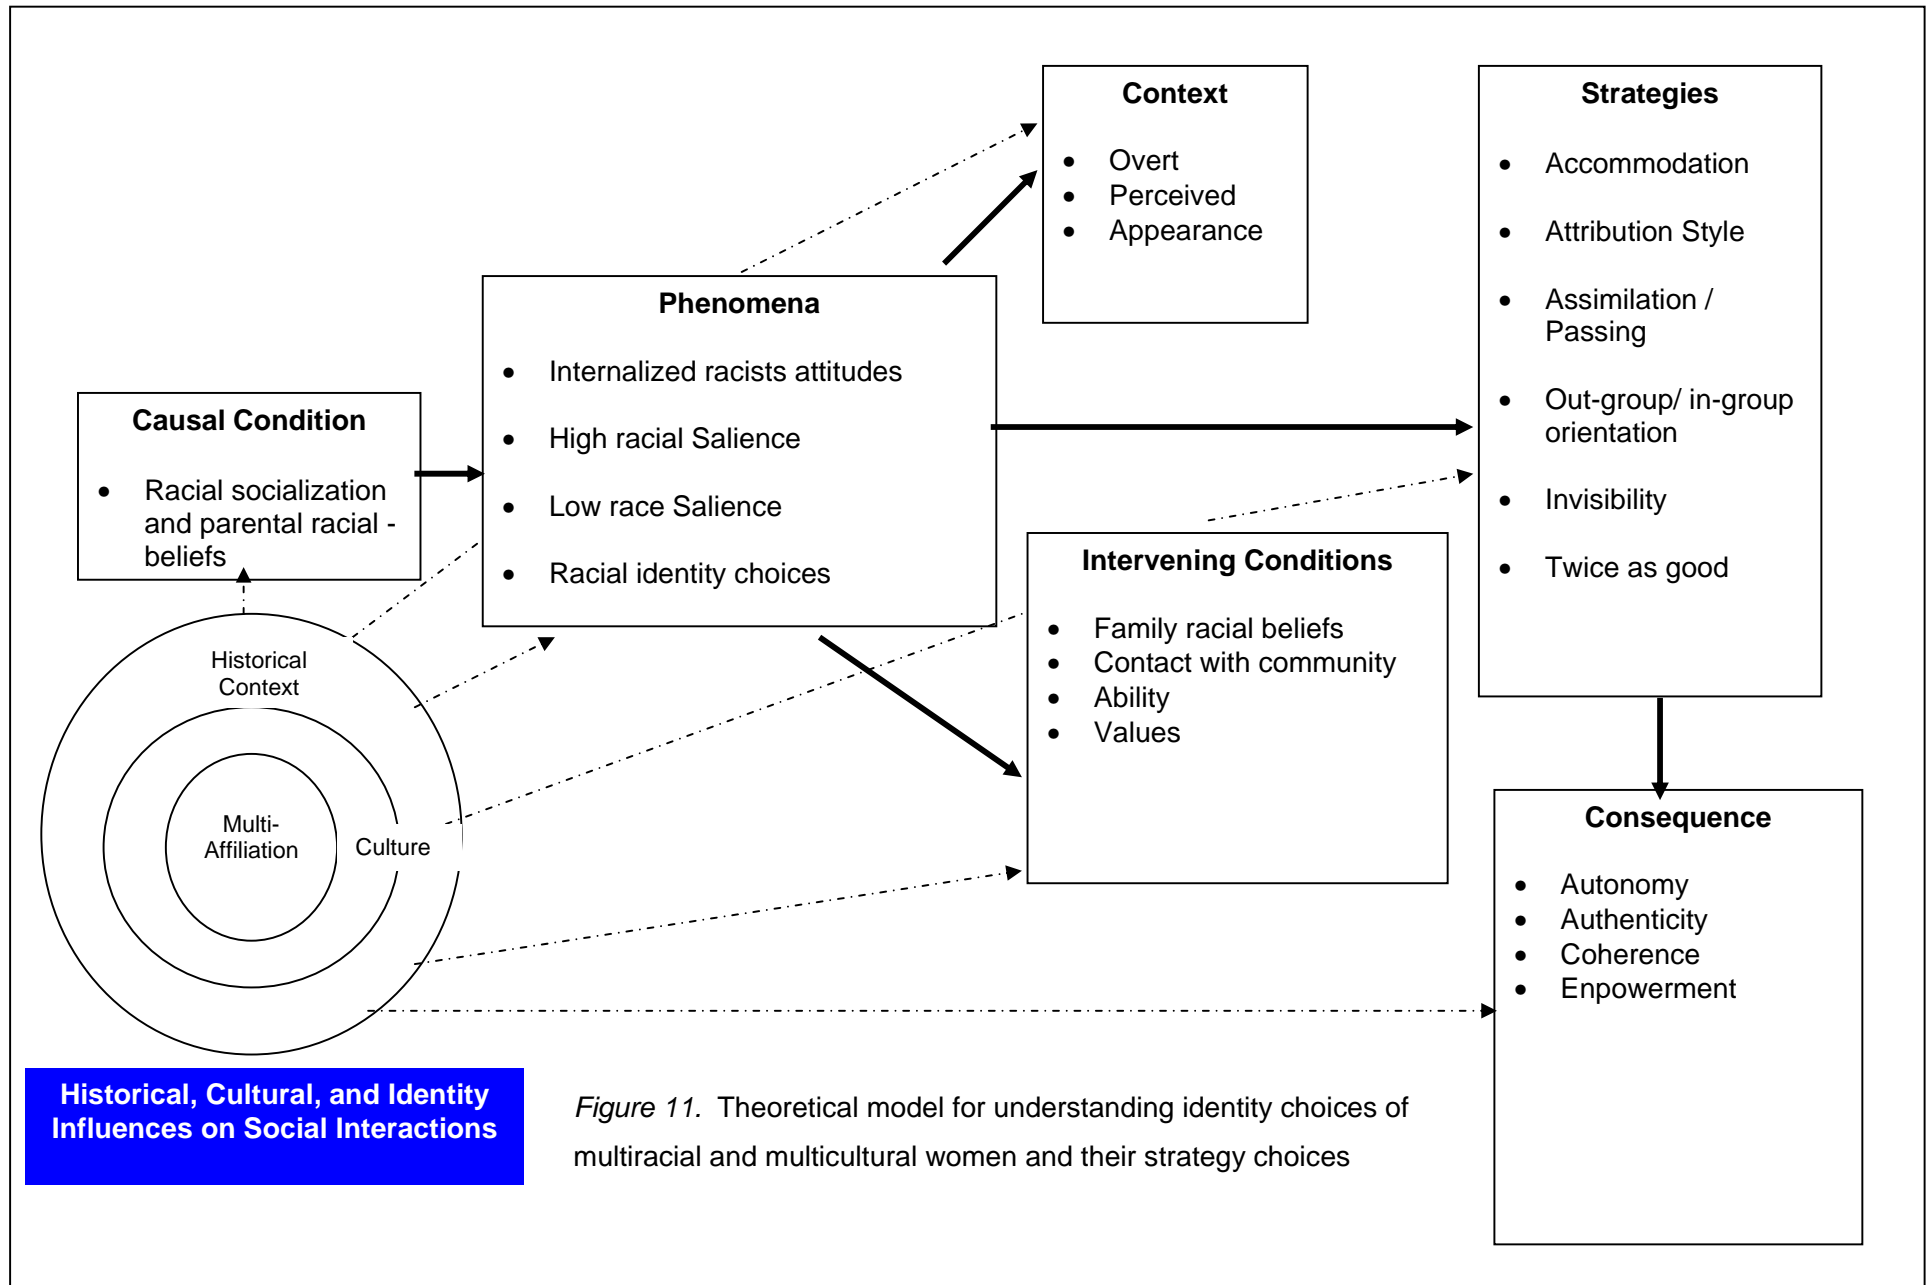 Context
• Overt
• Perceived
• Appearance
Strategies
• Accommodation
• Attribution Style
• Assimilation /
Passing
• Out-group/ in-group
orientation
• Invisibility
• Twice as good
Phenomena
• Internalized racists attitudes
• High racial Salience
• Low race Salience
• Racial identity choices
Causal Condition
• Racial socialization
and parental racial -
beliefs
Intervening Conditions
• Family racial beliefs
• Contact with community
• Ability
• Values
Historical
Context
Multi-
Affiliation
Culture
Consequence
• Autonomy
• Authenticity
• Coherence
• Enpowerment
Historical, Cultural, and Identity
Influences on Social Interactions
Figure 11. Theoretical model for understanding identity choices of
multiracial and multicultural women and their strategy choices